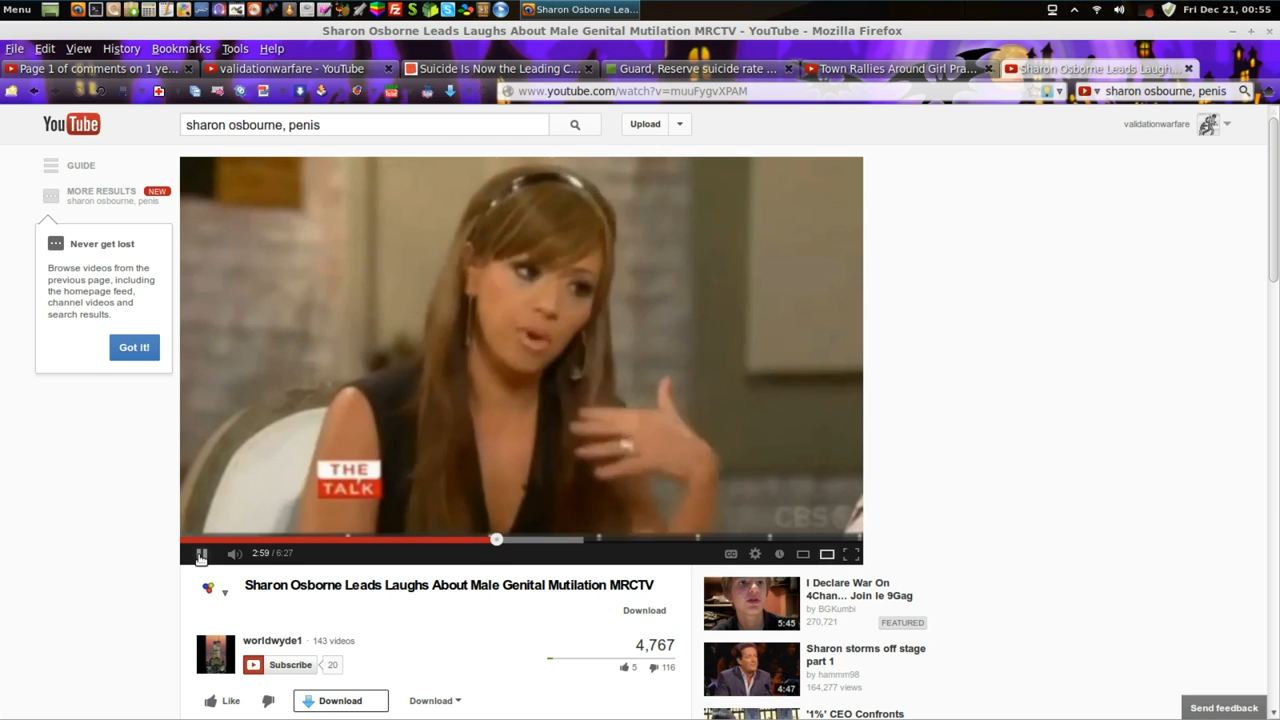 Menu
Sharon Osborne Lea...
Fri Dec 21, 00:55
Sharon Osborne Leads Laughs About Male Genital Mutilation MRCTV - YouTube - Mozilla Firefox
File Edit View History Bookmarks Tools Help
Page 1 of comments on 1 ye...
validationwarfare - YouTube
Suicide Is Now the Leading C...
Guard, Reserve suicide rate ...
Town Rallies Around Girl Pra...
Sharon Osborne Leads Laugh...
www.youtube.com/watch?v=muuFygvXPAM
sharon osbourne, penis
YouTube
sharon osbourne, penis
Upload
validationwarfare
GUIDE
MORE RESULTS NEW
sharon osbourne, penis
Never get lost
Browse videos from the
previous page, including
the homepage feed,
channel videos and
search results.
Got it!
THE
TALK
CBS
2:59 / 6:27
Sharon Osborne Leads Laughs About Male Genital Mutilation MRCTV
Download
worldwyde1 · 143 videos
Subscribe 20
4,767
5 116
Like
Download
Download
I Declare War On
4Chan... Join le 9Gag
by BGKumbi
270,721 FEATURED
5:45
Sharon storms off stage
part 1
by hammm98
164,277 views
4:47
'1%' CEO Confronts
Send feedback